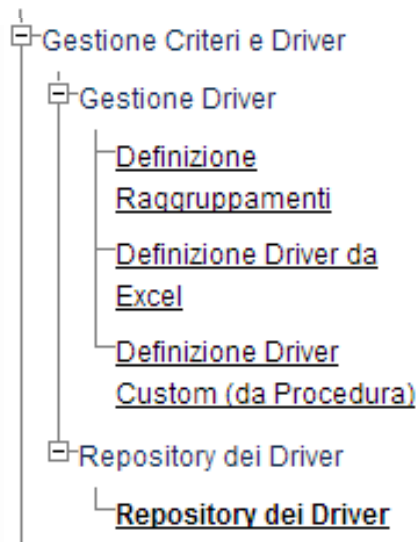 Gestione Criteri e Driver
Gestione Driver
Definizione
Raggruppamenti
Definizione Driver da
Excel
Definizione Driver
Custom (da Procedura)
Repository dei Driver
Repository dei Driver